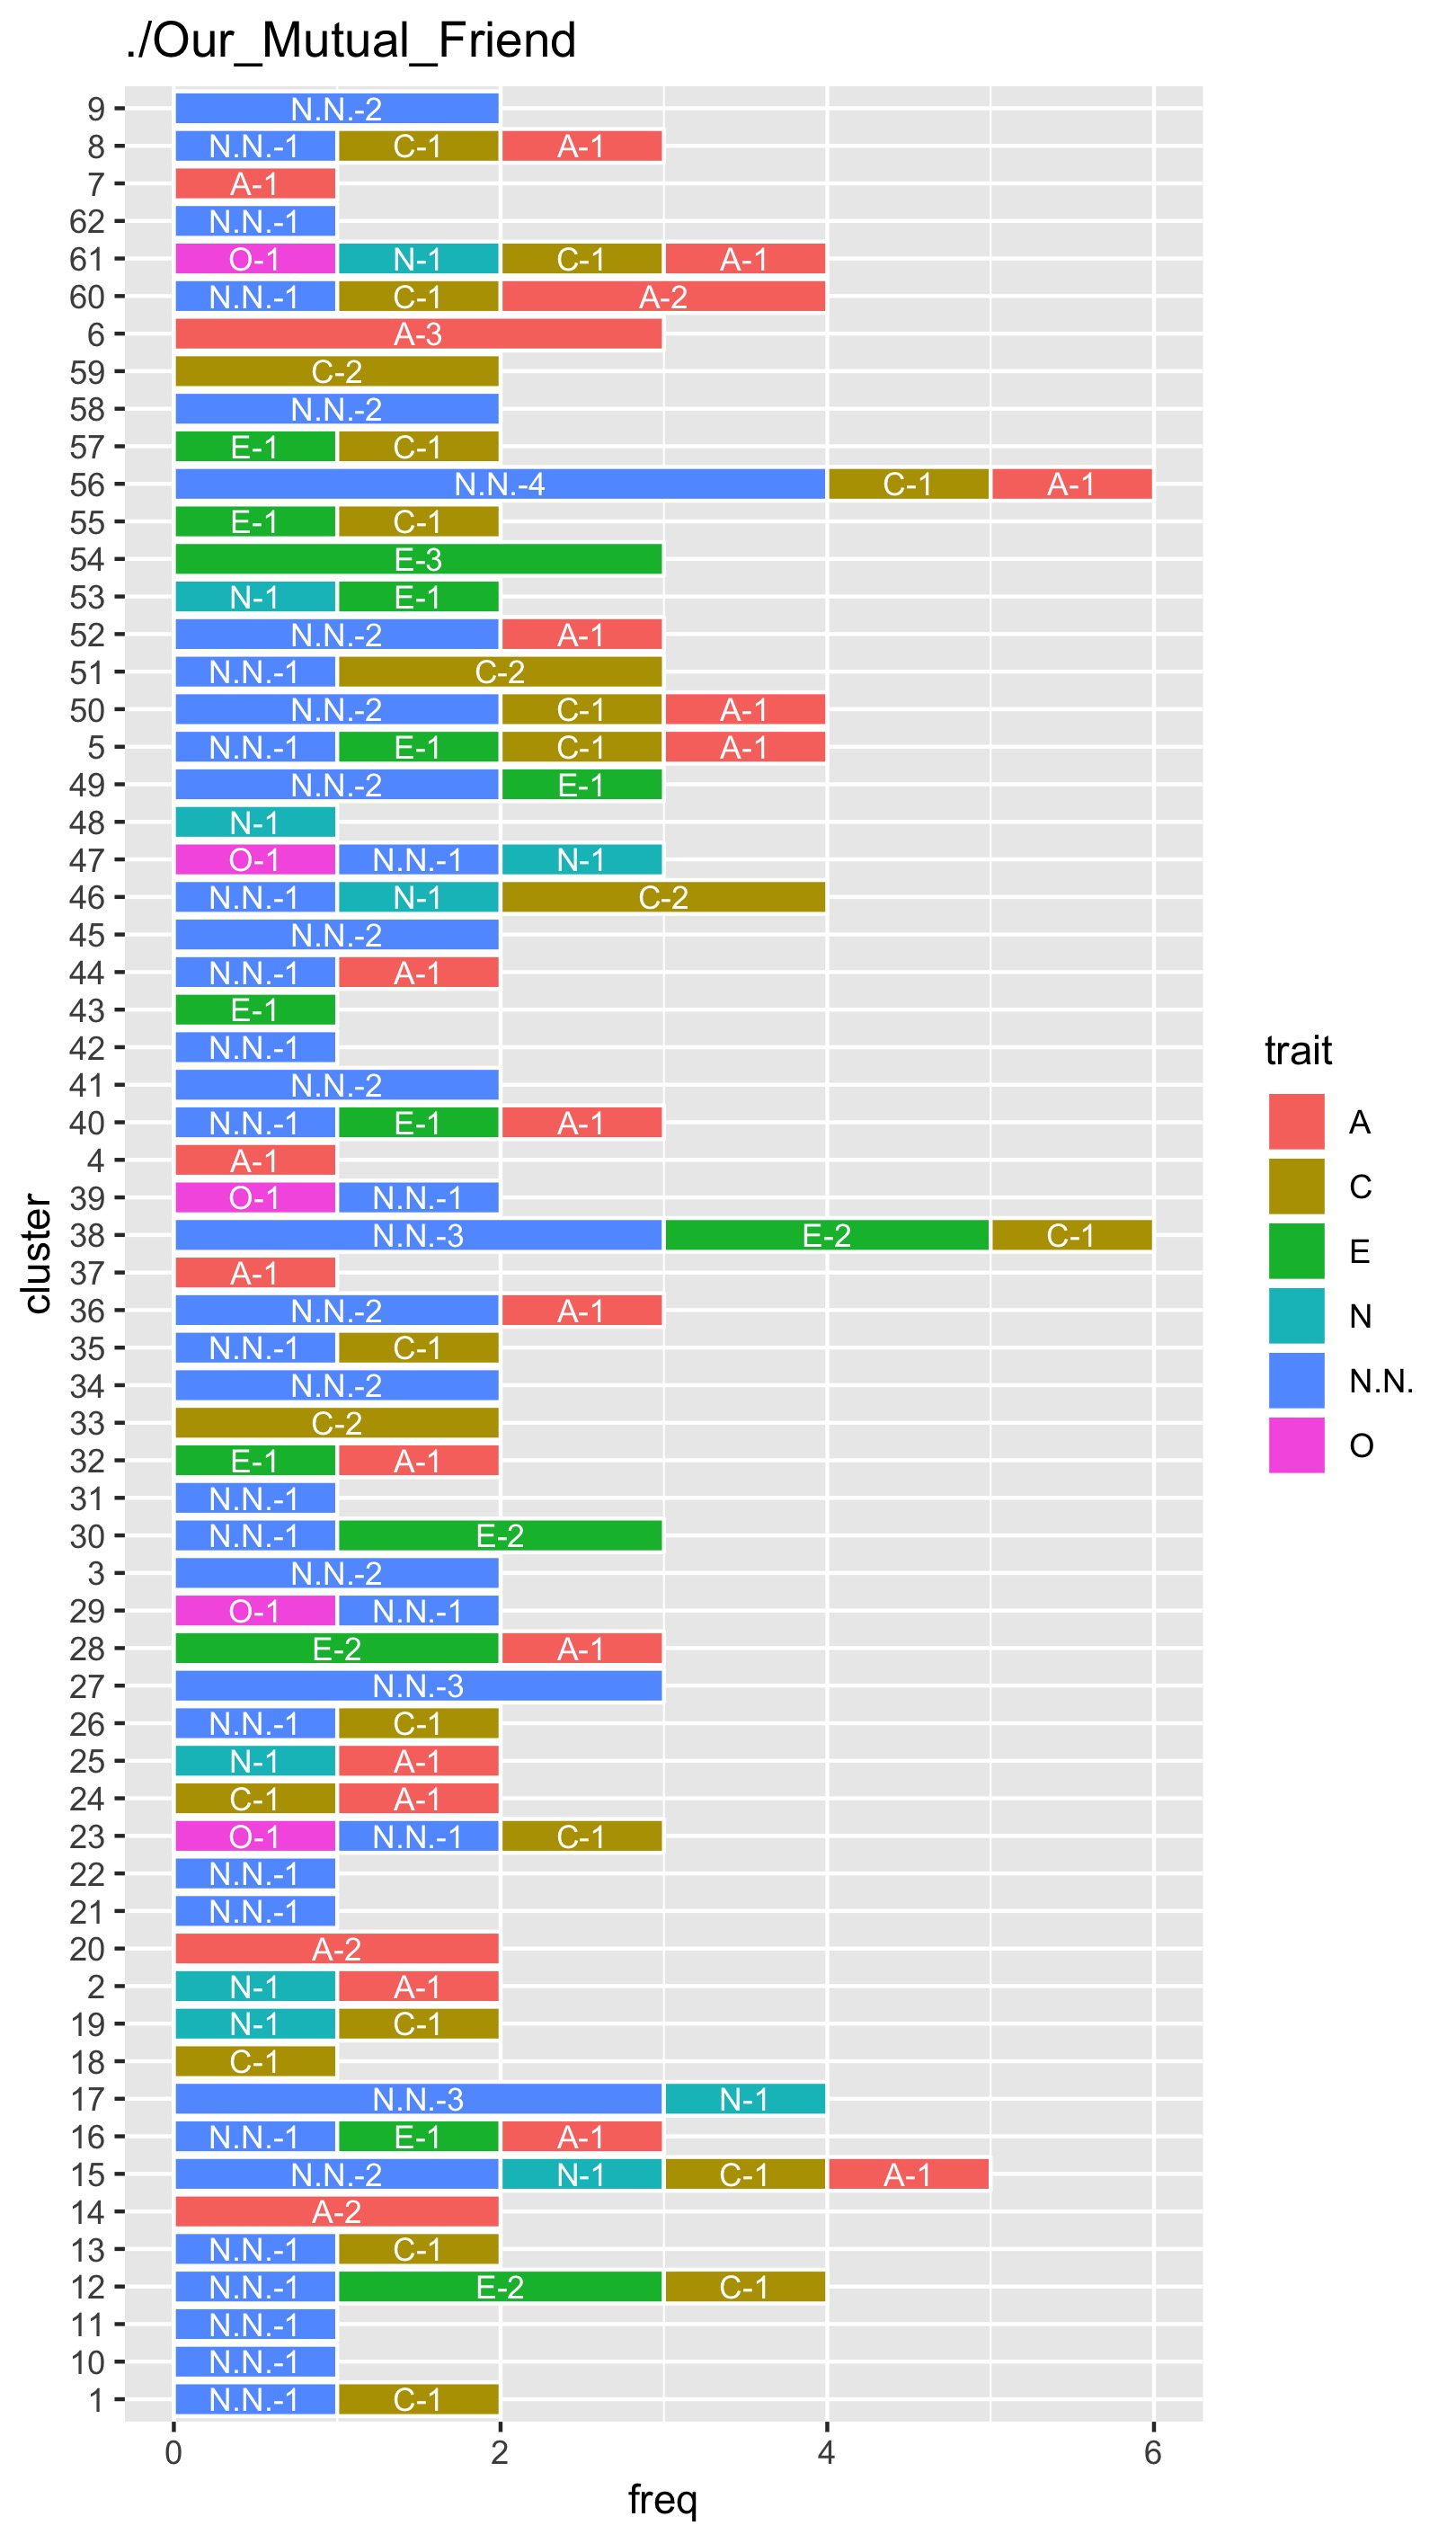 ./Our_Mutual_Friend
9 N.N.-2
8 N.N.-1 C-1 A-1
7 A-1
62 N.N.-1
61 O-1 N-1 C-1 A-1
60 N.N.-1 C-1 A-2
6 A-3
59 C-2
58 N.N.-2
57 E-1 C-1
56 N.N.-4 C-1 A-1
55 E-1 C-1
54 E-3
53 N-1 E-1
52 N.N.-2 A-1
51 N.N.-1 C-2
50 N.N.-2 C-1 A-1
5 N.N.-1 E-1 C-1 A-1
49 N.N.-2 E-1
48 N-1
47 O-1 N.N.-1 N-1
46 N.N.-1 N-1 C-2
45 N.N.-2
44 N.N.-1 A-1
43 E-1
42 N.N.-1
41 N.N.-2
40 N.N.-1 E-1 A-1
4 A-1
39 O-1 N.N.-1
38 N.N.-3 E-2 C-1
37 A-1
36 N.N.-2 A-1
35 N.N.-1 C-1
34 N.N.-2
33 C-2
32 E-1 A-1
31 N.N.-1
30 N.N.-1 E-2
3 N.N.-2
29 O-1 N.N.-1
28 E-2 A-1
27 N.N.-3
26 N.N.-1 C-1
25 N-1 A-1
24 C-1 A-1
23 O-1 N.N.-1 C-1
22 N.N.-1
21 N.N.-1
20 A-2
2 N-1 A-1
19 N-1 C-1
18 C-1
17 N.N.-3 N-1
16 N.N.-1 E-1 A-1
15 N.N.-2 N-1 C-1 A-1
14 A-2
13 N.N.-1 C-1
12 N.N.-1 E-2 C-1
11 N.N.-1
10 N.N.-1
1 N.N.-1 C-1
0 2 4 6
freq
cluster
trait
A
C
E
N
N.N.
O